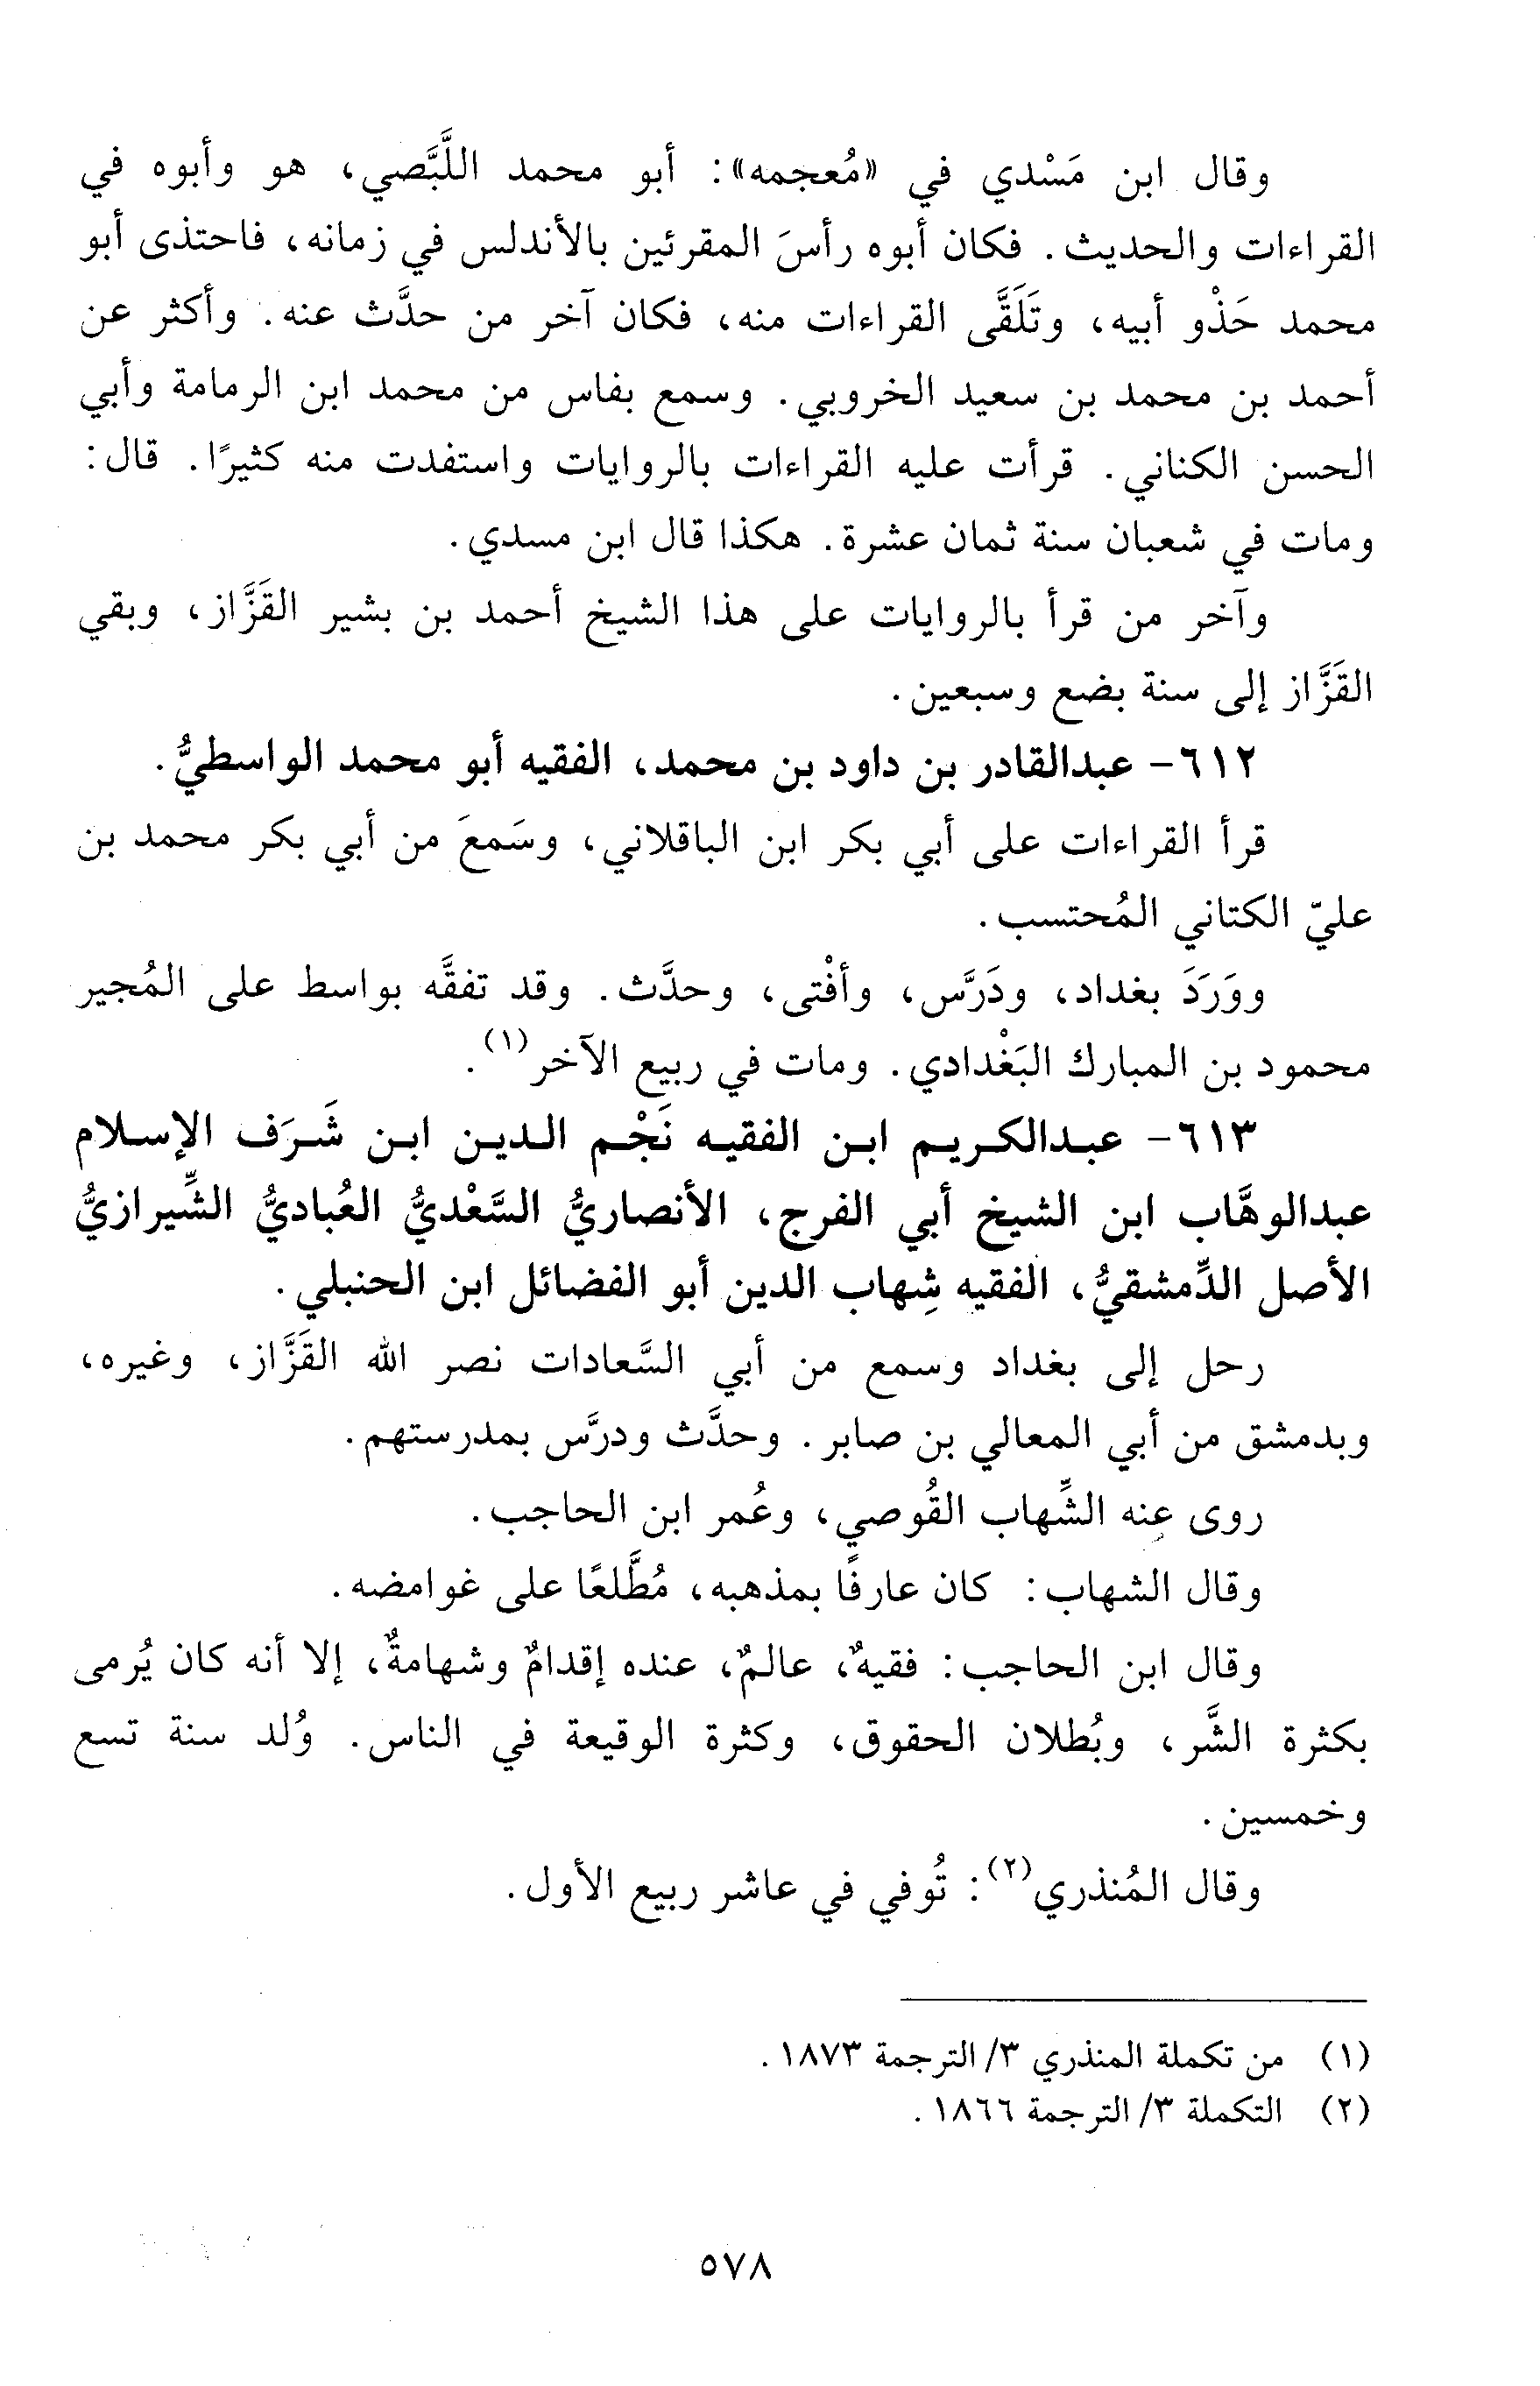 وقال ابن مَسْدي في «مُعجمه»: أبو محمد اللَّبَّصي، هو وأبوه في
القراءات والحديث. فكان أبوه رأسَ المقرئين بالأندلس في زمانه، فاحتذى أبو
محمد حَذْو أبيه، وتَلَقَّى القراءات منه، فكان آخر من حدَّث عنه. وأكثر عن
أحمد بن محمد بن سعيد الخروبي. وسمع بفاس من محمد ابن الرمامة وأبي
الحسن الكناني. قرأت عليه القراءات بالروايات واستفدت منه كثيرًا. قال:
ومات في شعبان سنة ثمان عشرة. هكذا قال ابن مسدي.
وآخر من قرأ بالروايات على هذا الشيخ أحمد بن بشير القَزَّاز، وبقي
القَزَّاز إلى سنة بضع وسبعين.
٦١٢- عبدالقادر بن داود بن محمد، الفقيه أبو محمد الواسطيُّ.
قرأ القراءات على أبي بكر ابن الباقلاني، وسَمعَ من أبي بكر محمد بن
عليّ الكتاني المُحتسب.
ووَرَدَ بغداد، ودَرَّس، وأفْتى، وحدَّث. وقد تفقَّه بواسط على المُجير
محمود بن المبارك البَغْدادي. ومات في ربيع الآخر(١).
٦١٣- عبدالكريم ابن الفقيه نَجْم الدين ابن شَرَف الإسلام
عبدالوهَّاب ابن الشيخ أبي الفرج، الأنصاريُّ السَّعْديُّ العُباديُّ الشِّيرازيُّ
الأصل الدِّمشقيُّ، الفقيه شِهاب الدين أبو الفضائل ابن الحنبلي.
رحل إلى بغداد وسمع من أبي السَّعادات نصر الله القَزَّاز، وغيره،
وبدمشق من أبي المعالي بن صابر. وحدَّث ودرَّس بمدرستهم.
روى عنه الشِّهاب القُوصي، وعُمر ابن الحاجب.
وقال الشهاب: كان عارفًا بمذهبه، مُطَّلعًا على غوامضه.
وقال ابن الحاجب: فقيهٌ، عالمٌ، عنده إقدامٌ وشهامةٌ، إلا أنه كان يُرمى
بكثرة الشَّر، وبُطلان الحقوق، وكثرة الوقيعة في الناس. وُلد سنة تسع
وخمسين.
وقال المُنذري(٢): تُوفي في عاشر ربيع الأول.
(١) من تكملة المنذري ٣/ الترجمة ١٨٧٣.
(٢) التكملة ٣/ الترجمة ١٨٦٦.
٥٧٨